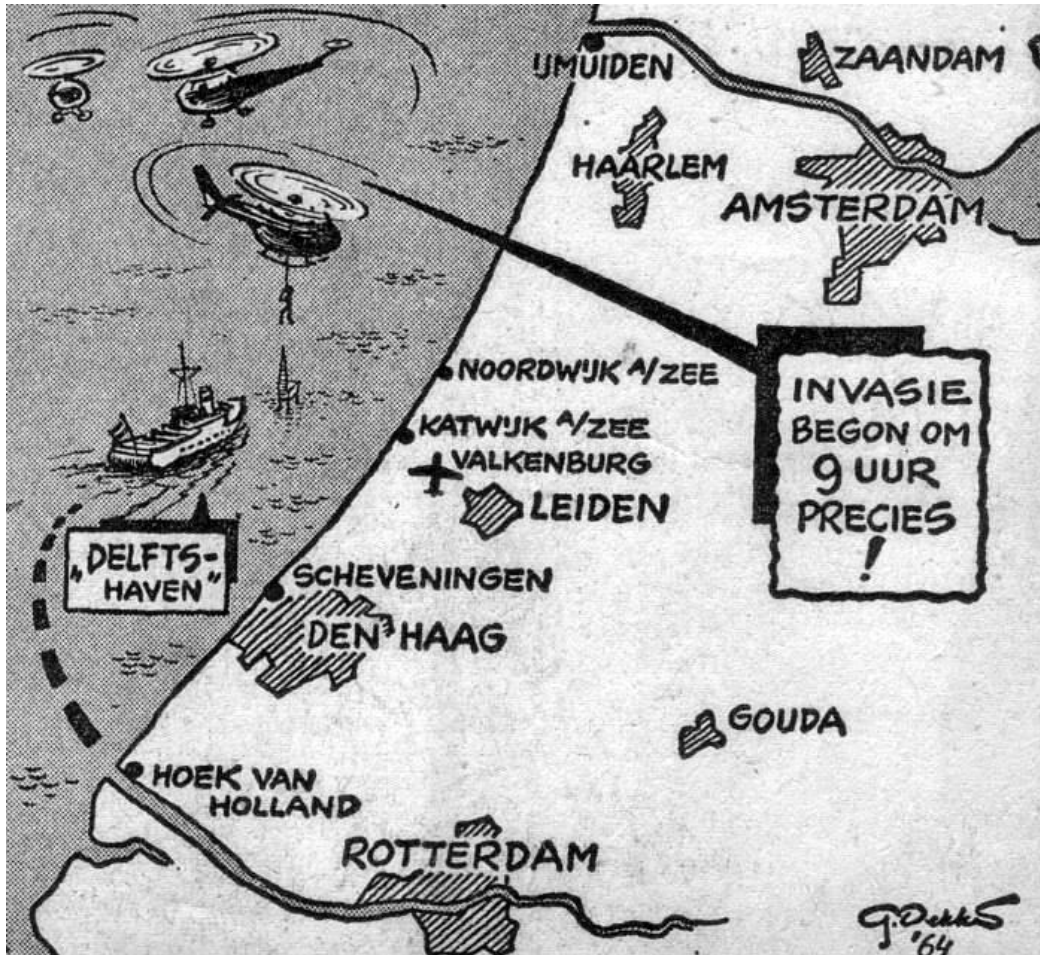 IJMUIDEN
ZAANDAM
HAARLEM
AMSTERDAM
NOORDWIJK A/ZEE
KATWIJK A/ZEE
VALKENBURG
LEIDEN
INVASIE
BEGON OM
9 UUR
PRECIES
!
„DELFTS-
HAVEN”
SCHEVENINGEN
DEN HAAG
GOUDA
HOEK VAN
HOLLAND
ROTTERDAM
G. Dekker
'64